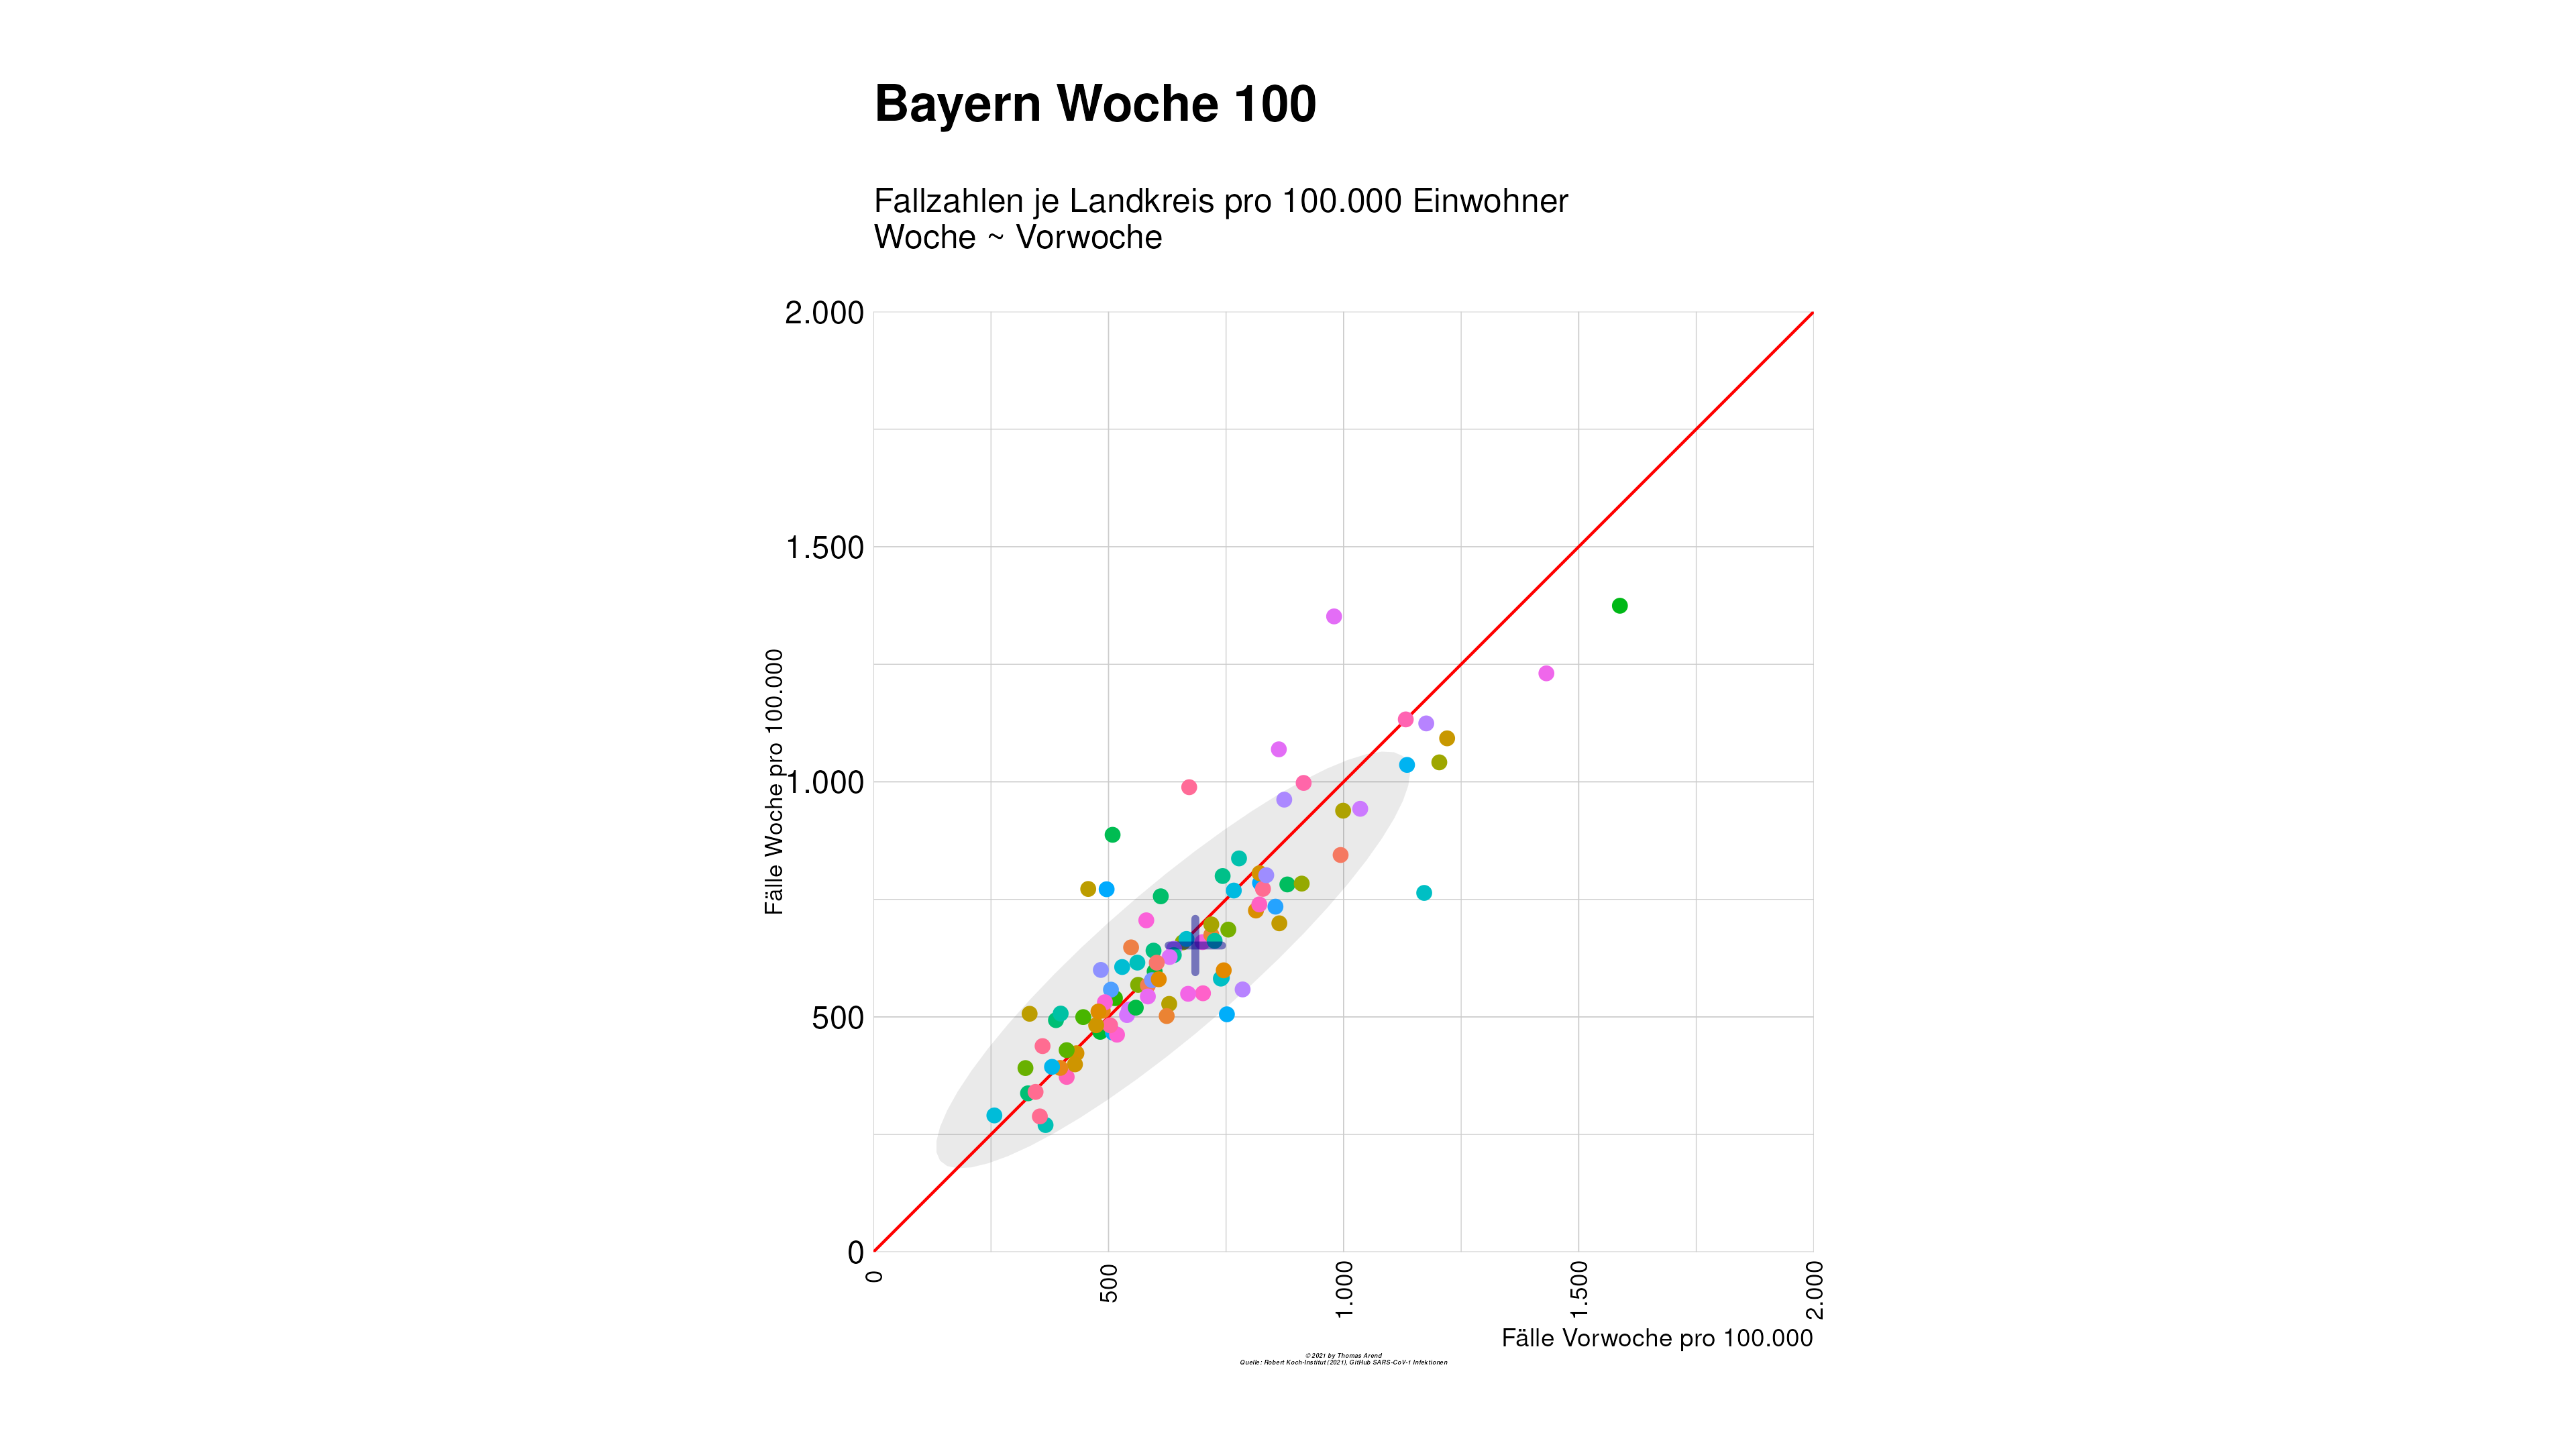 Bayern Woche 100
Fallzahlen je Landkreis pro 100.000 Einwohner
Woche ~ Vorwoche
2.000
1.500
1.000
500
0
Fälle Woche pro 100.000
0
500
1.000
1.500
2.000
Fälle Vorwoche pro 100.000
© 2021 by Thomas Arend
Quelle: Robert Koch-Institut (2021), GitHub SARS-CoV-1 Infektionen